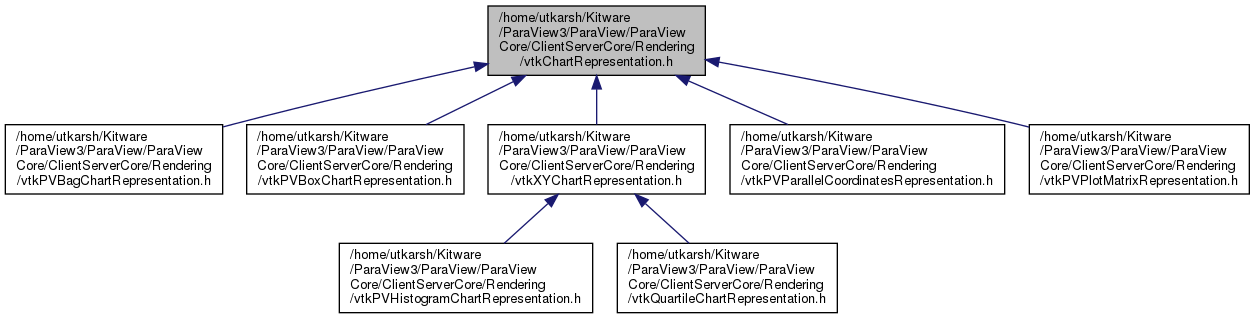 /home/utkarsh/Kitware
/ParaView3/ParaView/ParaView
Core/ClientServerCore/Rendering
/vtkChartRepresentation.h
/home/utkarsh/Kitware
/ParaView3/ParaView/ParaView
Core/ClientServerCore/Rendering
/vtkPVBagChartRepresentation.h
/home/utkarsh/Kitware
/ParaView3/ParaView/ParaView
Core/ClientServerCore/Rendering
/vtkPVBoxChartRepresentation.h
/home/utkarsh/Kitware
/ParaView3/ParaView/ParaView
Core/ClientServerCore/Rendering
/vtkXYChartRepresentation.h
/home/utkarsh/Kitware
/ParaView3/ParaView/ParaView
Core/ClientServerCore/Rendering
/vtkPVParallelCoordinatesRepresentation.h
/home/utkarsh/Kitware
/ParaView3/ParaView/ParaView
Core/ClientServerCore/Rendering
/vtkPVPlotMatrixRepresentation.h
/home/utkarsh/Kitware
/ParaView3/ParaView/ParaView
Core/ClientServerCore/Rendering
/vtkPVHistogramChartRepresentation.h
/home/utkarsh/Kitware
/ParaView3/ParaView/ParaView
Core/ClientServerCore/Rendering
/vtkQuartileChartRepresentation.h